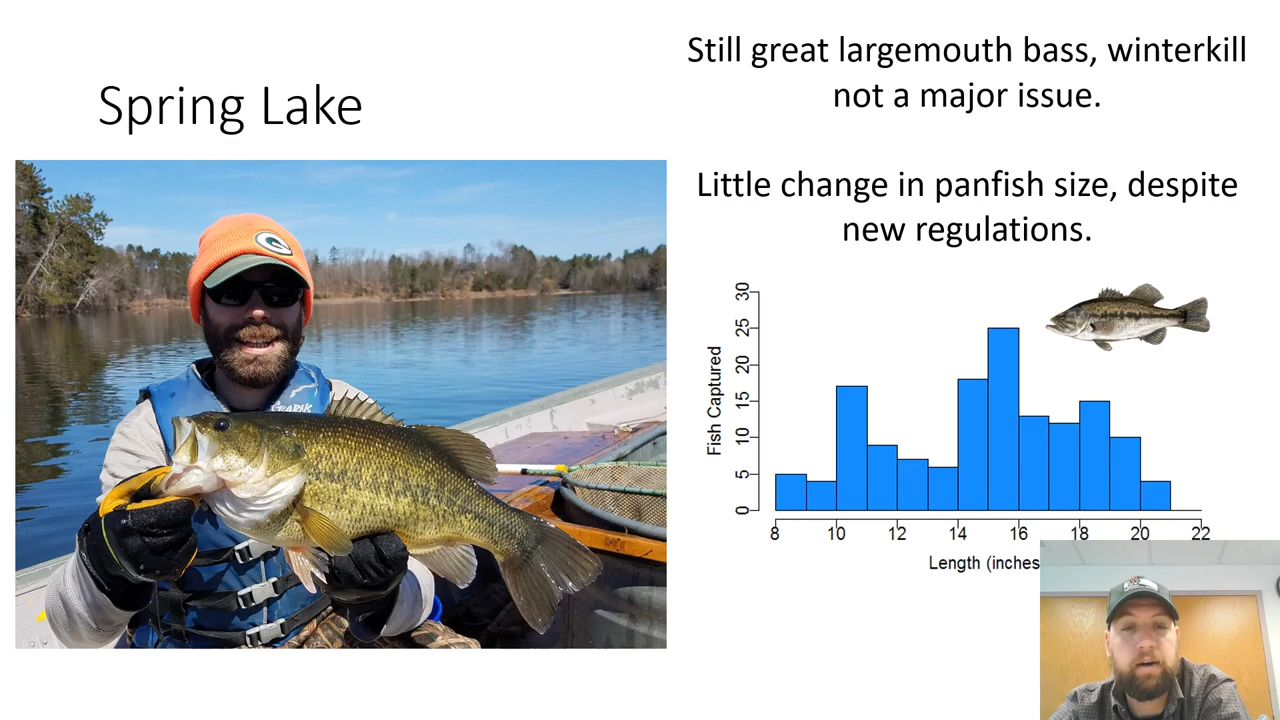 Spring Lake
Still great largemouth bass, winterkill
not a major issue.
Little change in panfish size, despite
new regulations.
G
Fish Captured
30
25
20
15
10
5
0
8 10 12 14 16 18 20 22
Length (inches